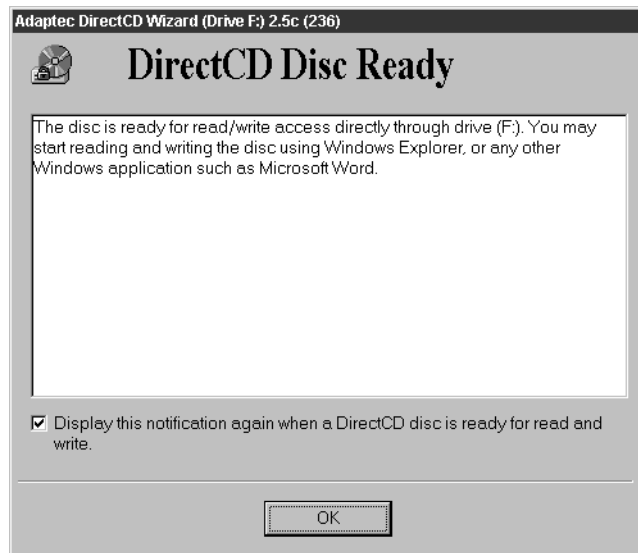 Adaptec DirectCD Wizard (Drive F:) 2.5c (236)
DirectCD Disc Ready
The disc is ready for read/write access directly through drive (F:). You may
start reading and writing the disc using Windows Explorer, or any other
Windows application such as Microsoft Word.
Display this notification again when a DirectCD disc is ready for read and
write.
OK